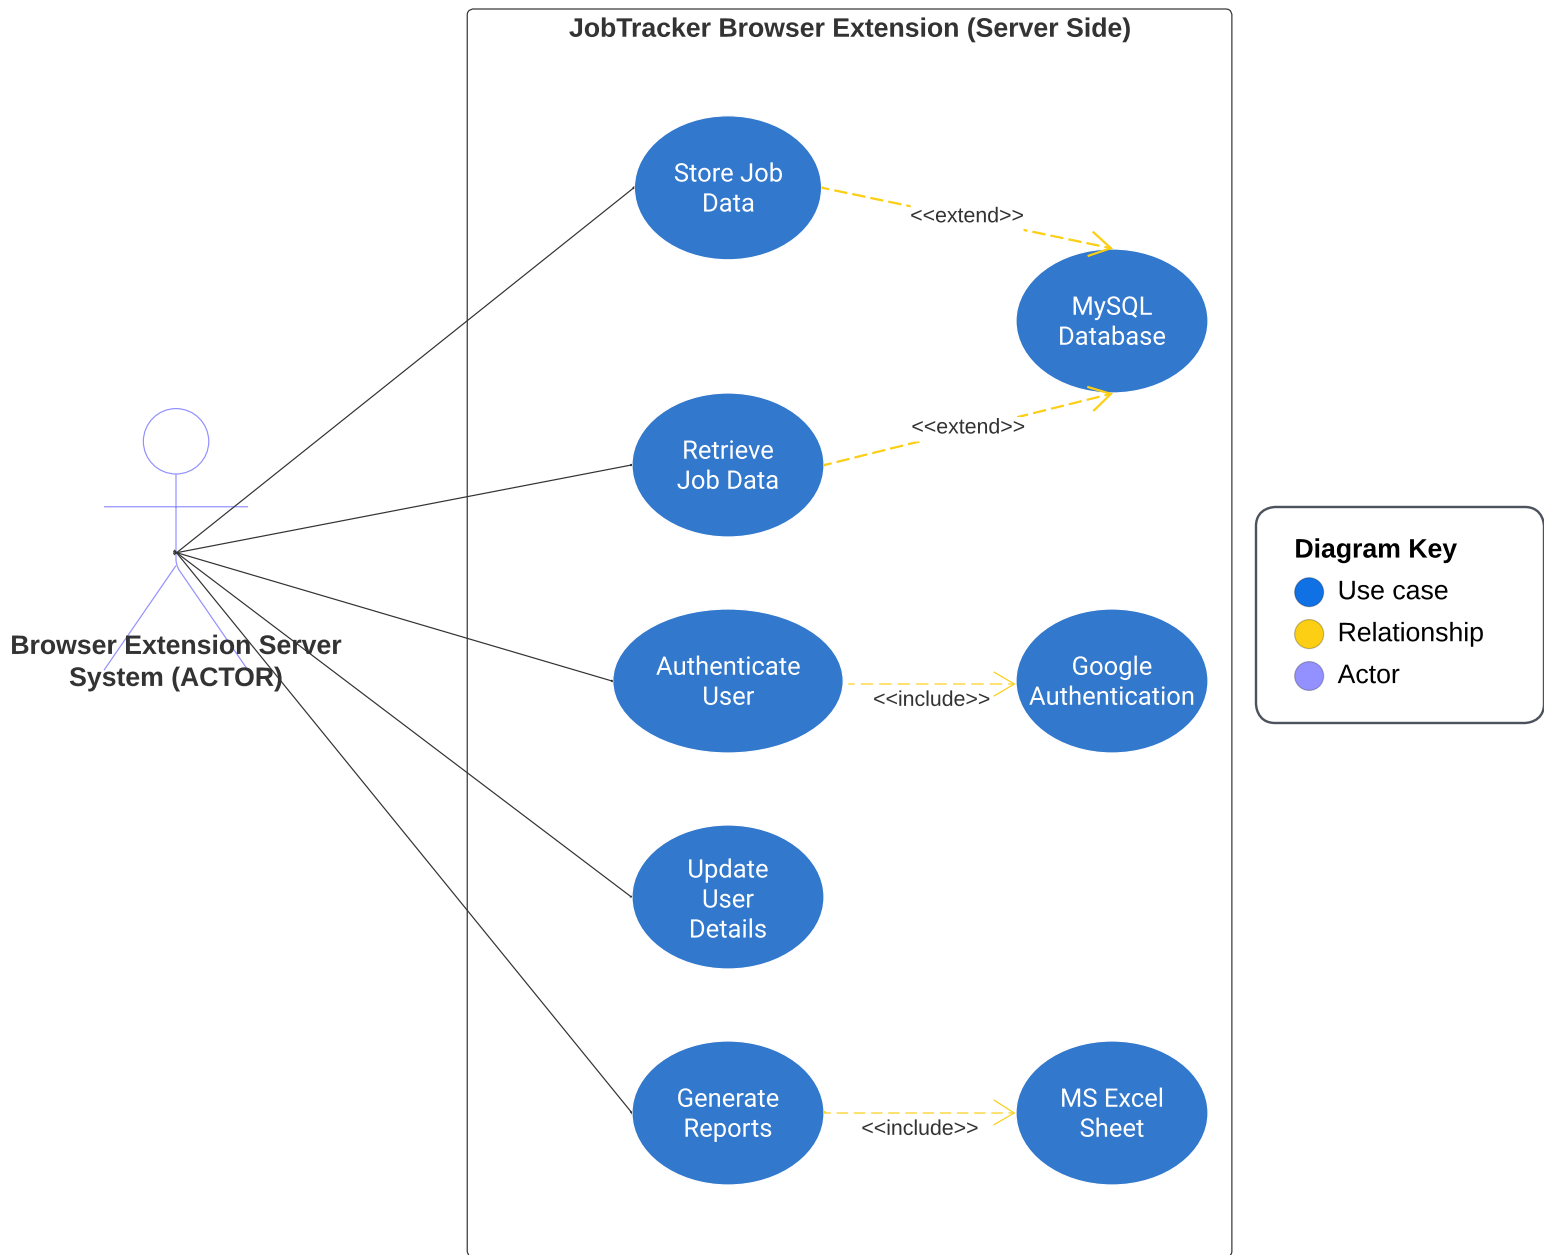 JobTracker Browser Extension (Server Side)
Store Job
Data
<<extend>>
MySQL
Database
Retrieve
Job Data
<<extend>>
Browser Extension Server
System (ACTOR)
Authenticate
User
<<include>>
Google
Authentication
Update
User
Details
Generate
Reports
<<include>>
MS Excel
Sheet
Diagram Key
Use case
Relationship
Actor